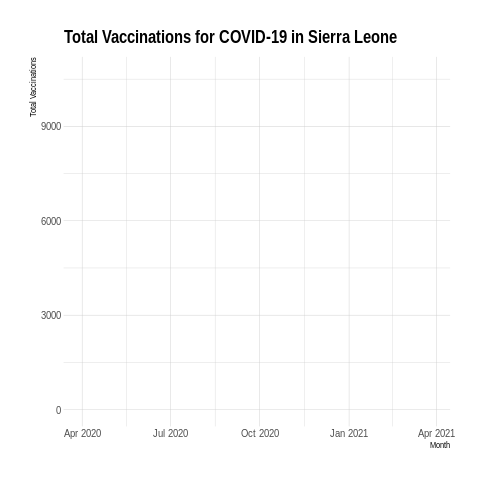 Total Vaccinations for COVID-19 in Sierra Leone
Total Vaccinations
9000
6000
3000
0
Apr 2020
Jul 2020
Oct 2020
Jan 2021
Apr 2021
Month